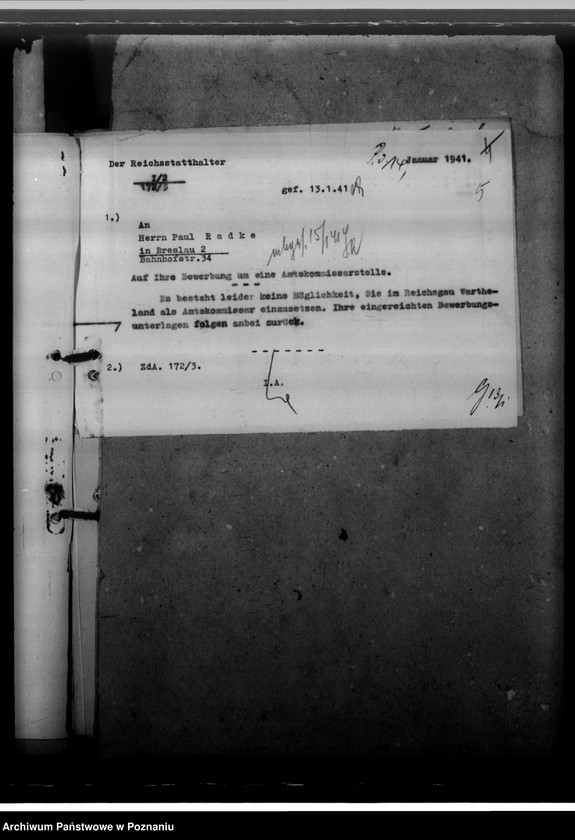 Der Reichsstatthalter
I/2
172/3
14. Januar 1941.
gef. 13.1.41
5
1.)
An
Herrn Paul Radke
in Breslau 2
Bahnhofstr.34
Auf Ihre Bewerbung um eine Amtskommissarstelle.
Es besteht leider keine Möglichkeit, Sie im Reichsgau Warthe-
land als Amtskommissar einzusetzen. Ihre eingereichten Bewerbungs-
unterlagen folgen anbei zurück.
2.) ZdA. 172/3.
I.A.
Archiwum Państwowe w Poznaniu